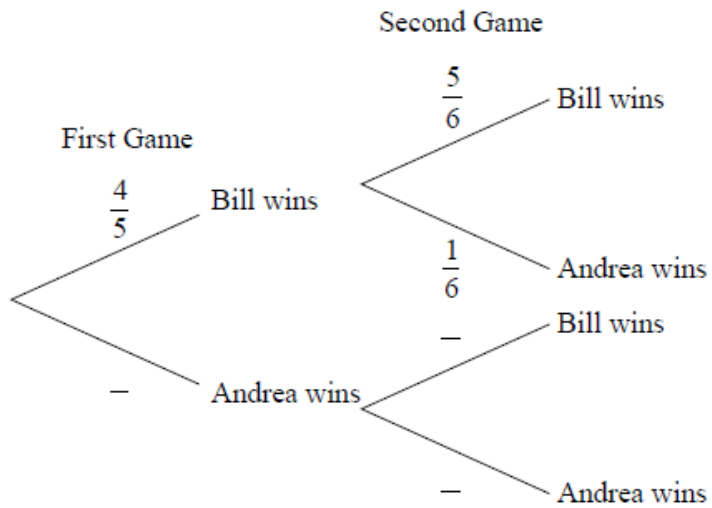 Second Game
5
6
Bill wins
First Game
4
5
Bill wins
1
6
Andrea wins
–
Bill wins
–
Andrea wins
–
Andrea wins